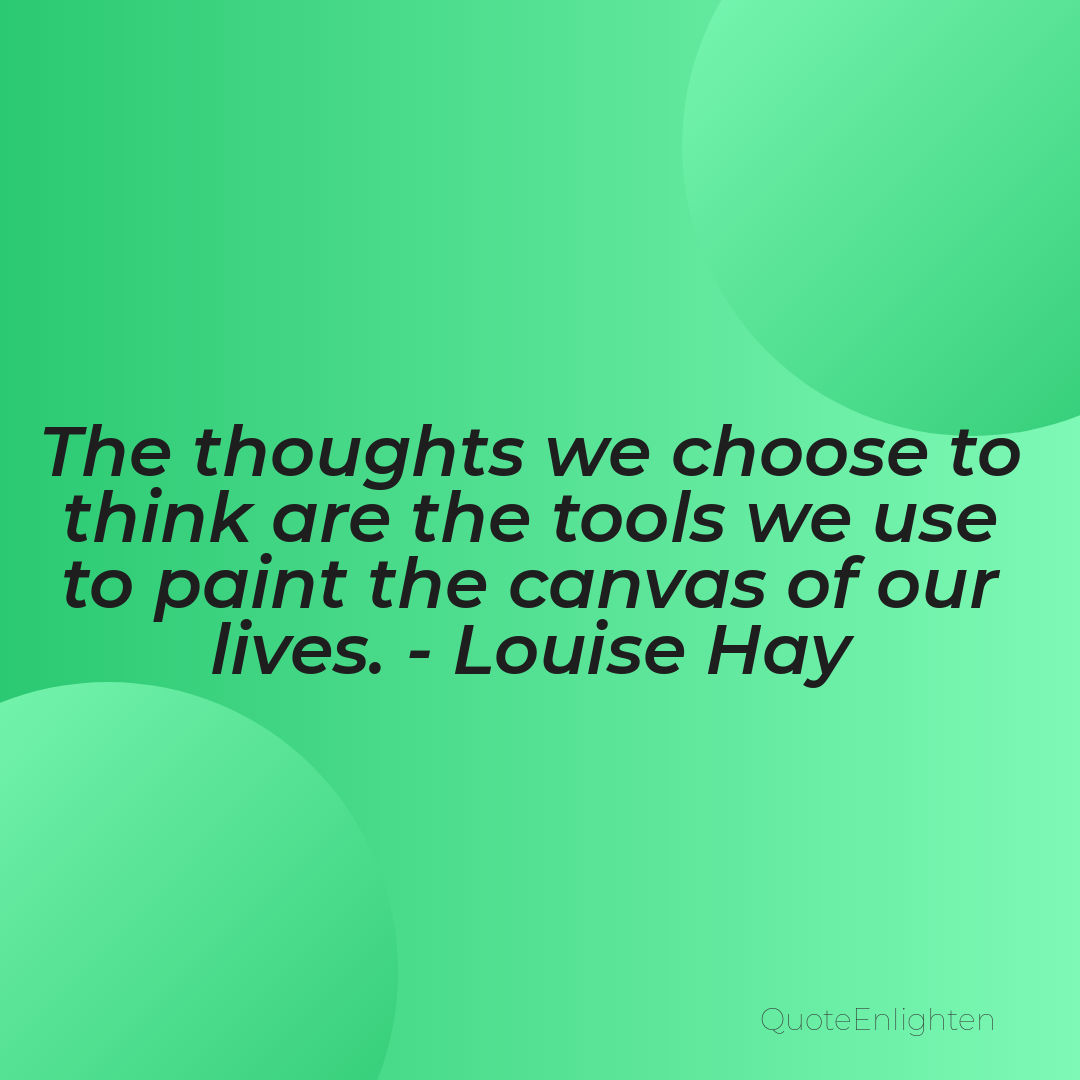 The thoughts we choose to
think are the tools we use
to paint the canvas of our
lives. - Louise Hay
QuoteEnlighten